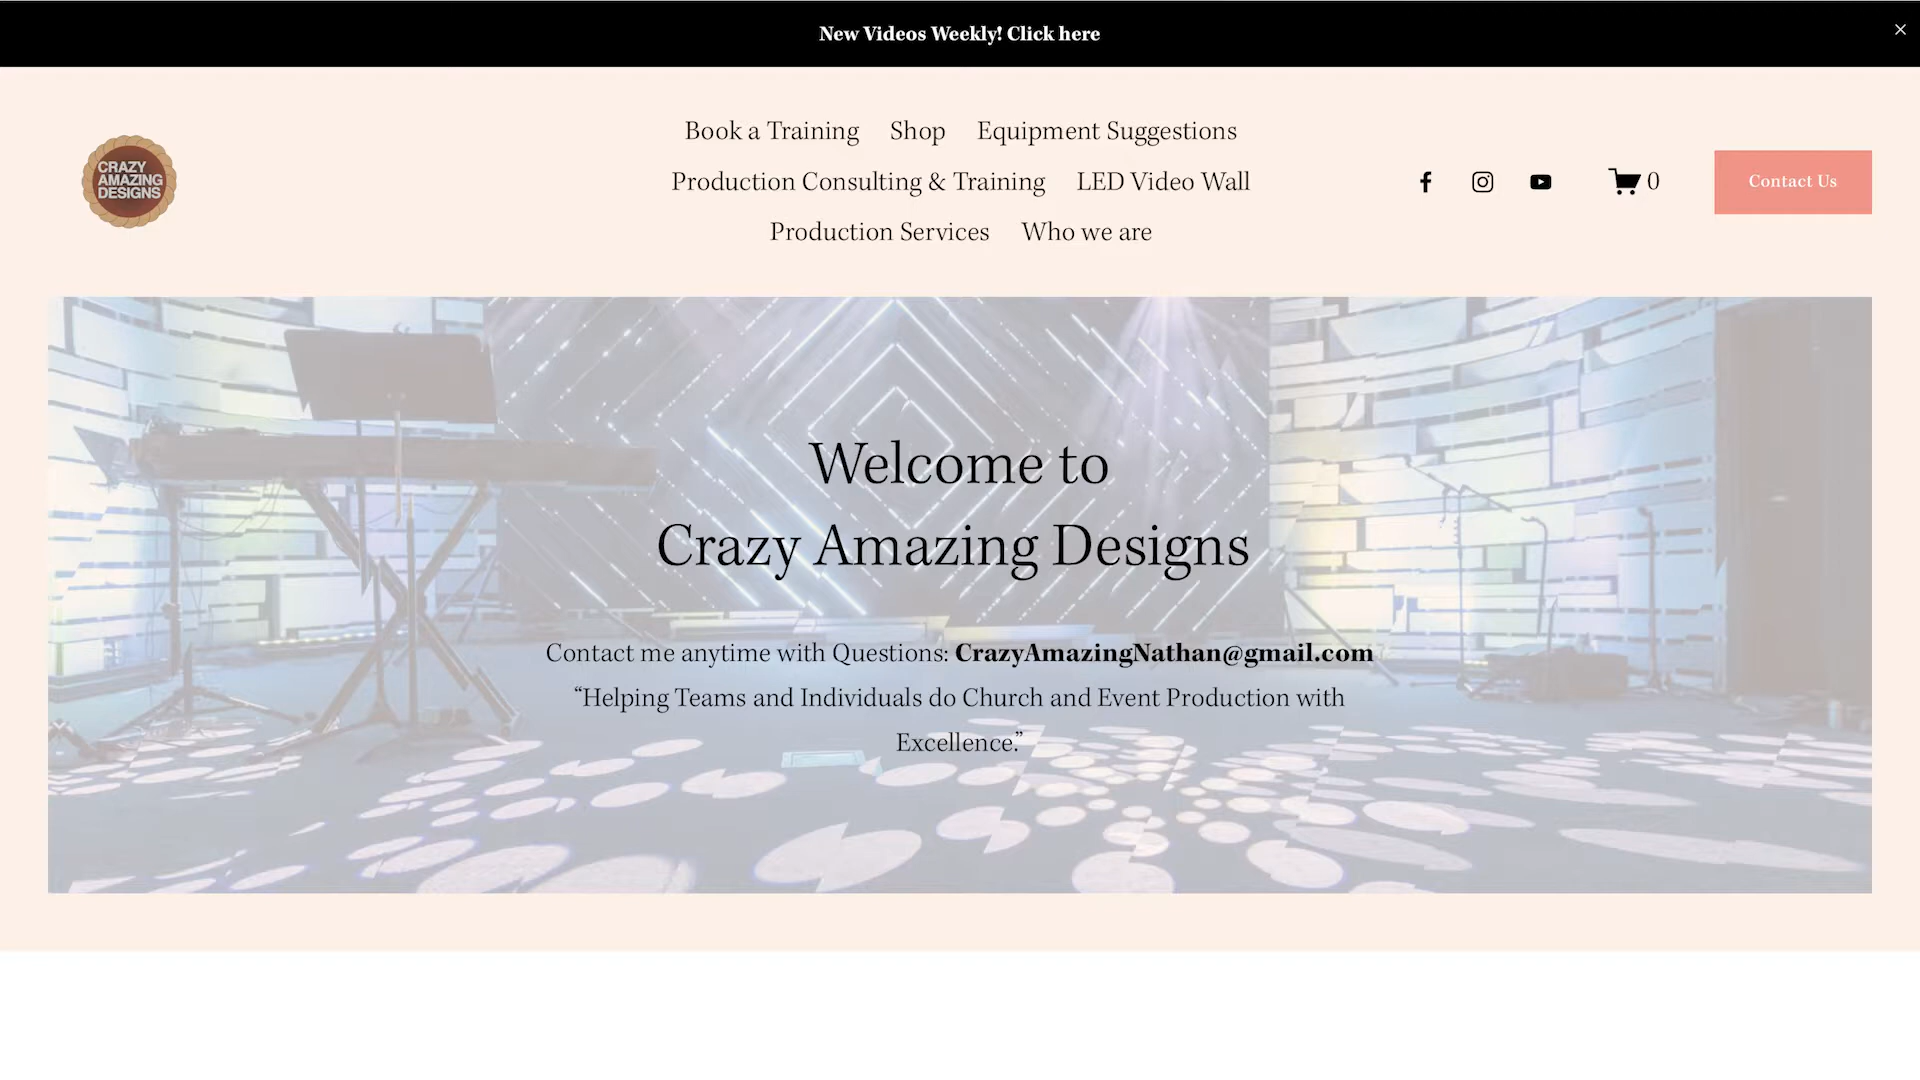 New Videos Weekly! Click here
CRAZY
AMAZING
DESIGNS
Book a Training Shop Equipment Suggestions
Production Consulting & Training LED Video Wall
Production Services Who we are
0
Contact Us
Welcome to
Crazy Amazing Designs
Contact me anytime with Questions: CrazyAmazingNathan@gmail.com
“Helping Teams and Individuals do Church and Event Production with
Excellence.”